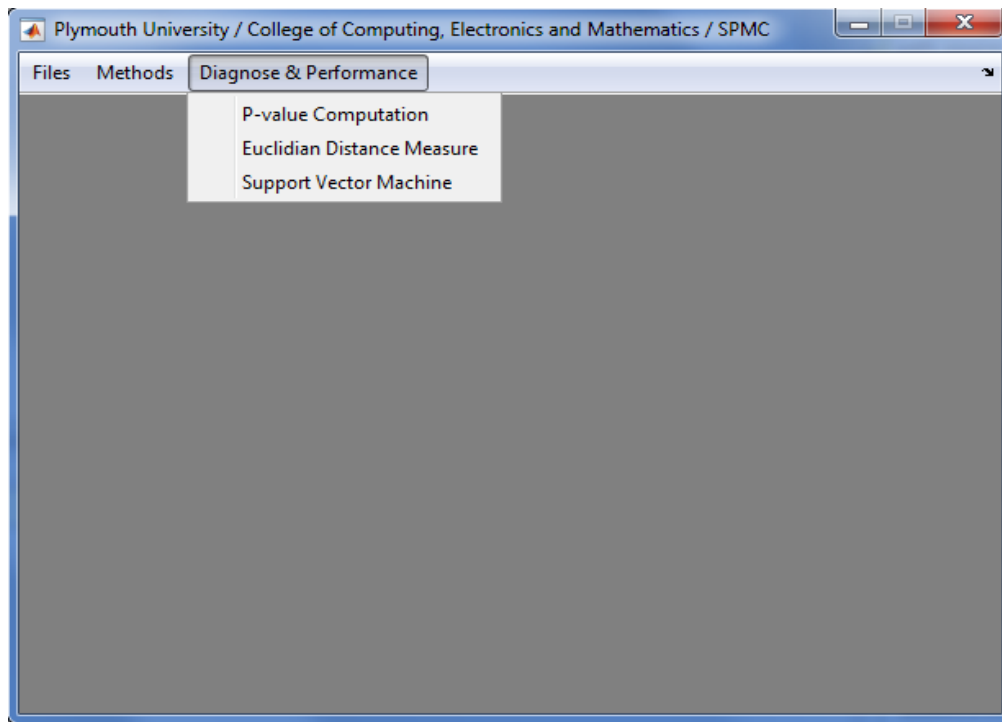 Plymouth University / College of Computing, Electronics and Mathematics / SPMC
Files Methods Diagnose & Performance
P-value Computation
Euclidian Distance Measure
Support Vector Machine